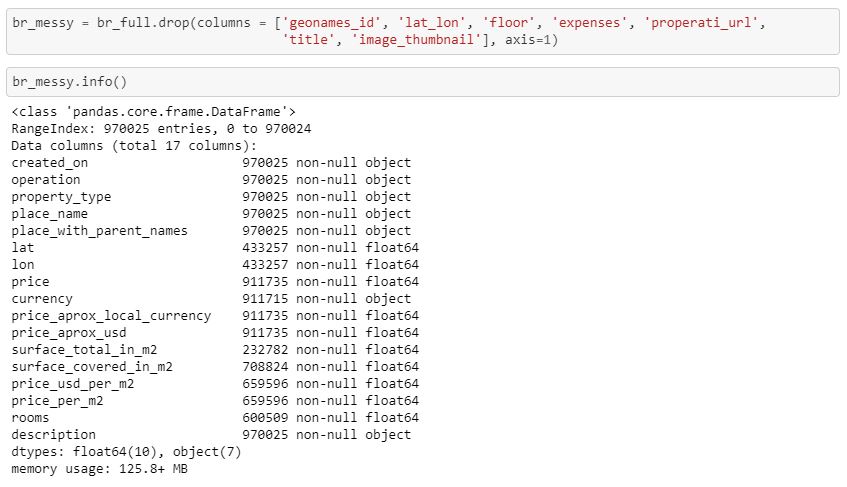 br_messy = br_full.drop(columns = ['geonames_id', 'lat_lon', 'floor', 'expenses', 'properati_url',
'title', 'image_thumbnail'], axis=1)
br_messy.info()
<class 'pandas.core.frame.DataFrame'>
RangeIndex: 970025 entries, 0 to 970024
Data columns (total 17 columns):
created_on 970025 non-null object
operation 970025 non-null object
property_type 970025 non-null object
place_name 970025 non-null object
place_with_parent_names 970025 non-null object
lat 433257 non-null float64
lon 433257 non-null float64
price 911735 non-null float64
currency 911715 non-null object
price_aprox_local_currency 911735 non-null float64
price_aprox_usd 911735 non-null float64
surface_total_in_m2 232782 non-null float64
surface_covered_in_m2 708824 non-null float64
price_usd_per_m2 659596 non-null float64
price_per_m2 659596 non-null float64
rooms 600509 non-null float64
description 970025 non-null object
dtypes: float64(10), object(7)
memory usage: 125.8+ MB